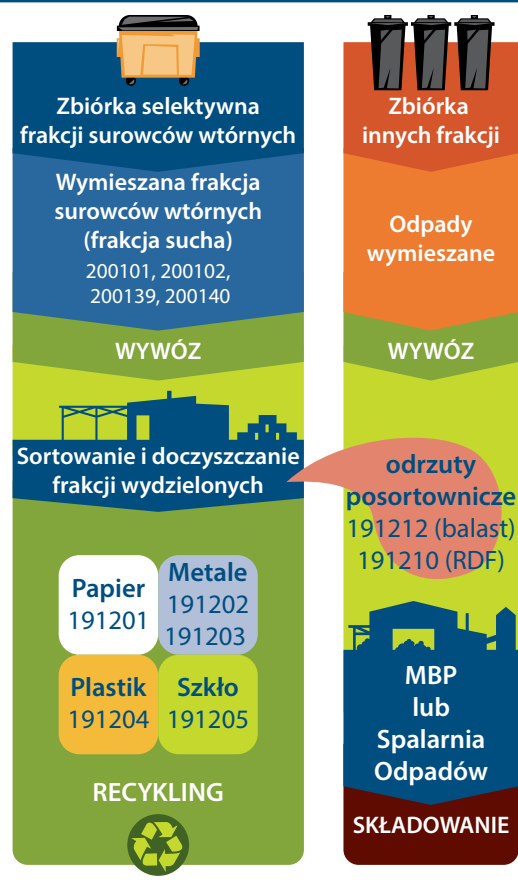 Zbiórka selektywna
frakcji surowców wtórnych
Wymieszana frakcja
surowców wtórnych
(frakcja sucha)
200101, 200102,
200139, 200140
WYWÓZ
Sortowanie i doczyszczanie
frakcji wydzielonych
Papier
191201
Metale
191202
191203
Plastik
191204
Szkło
191205
RECYKLING
Zbiórka
innych frakcji
Odpady
wymieszane
WYWÓZ
odrzuty
posortownicze
191212 (balast)
191210 (RDF)
MBP
lub
Spalarnia
Odpadów
SKŁADOWANIE